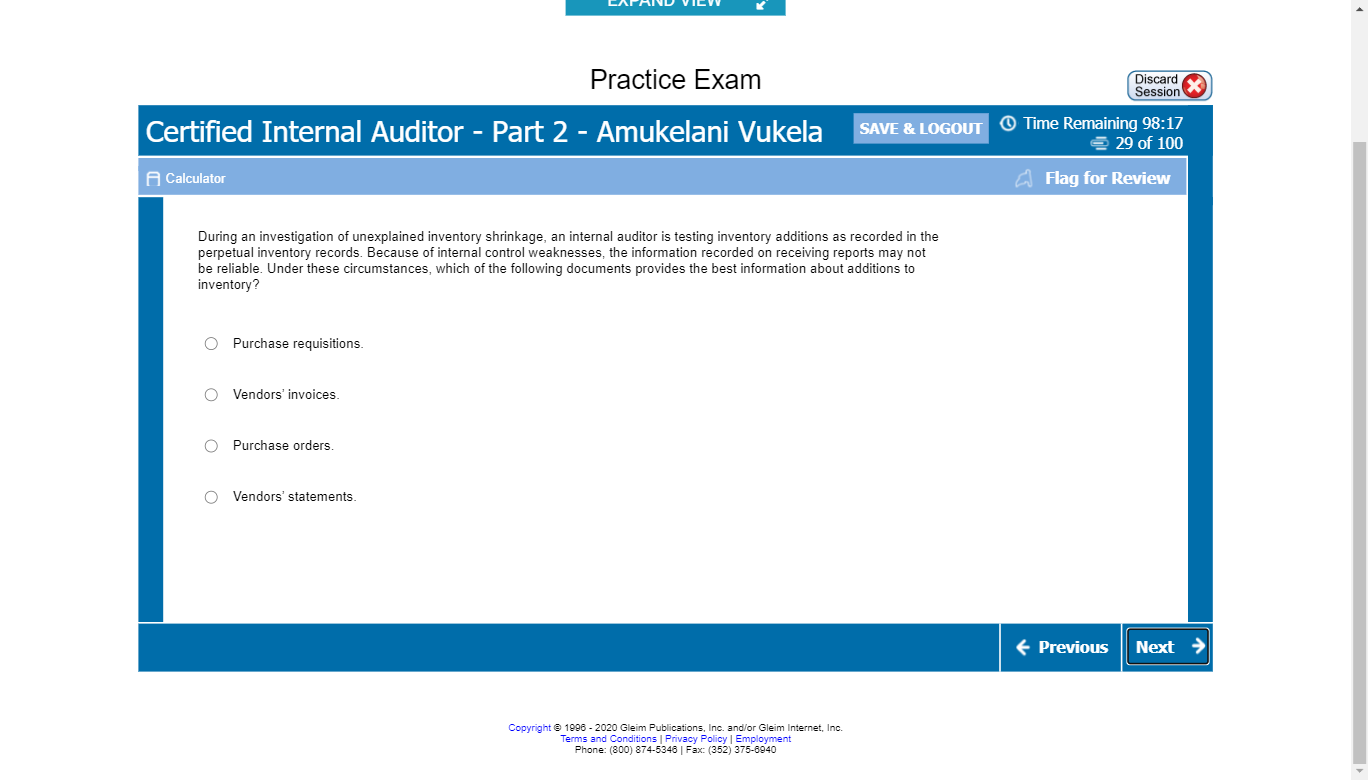 EXPAND VIEW
Practice Exam
Discard
Session
Certified Internal Auditor - Part 2 - Amukelani Vukela
SAVE & LOGOUT
Time Remaining 98:17
29 of 100
Calculator
Flag for Review
During an investigation of unexplained inventory shrinkage, an internal auditor is testing inventory additions as recorded in the
perpetual inventory records. Because of internal control weaknesses, the information recorded on receiving reports may not
be reliable. Under these circumstances, which of the following documents provides the best information about additions to
inventory?
Purchase requisitions.
Vendors’ invoices.
Purchase orders.
Vendors’ statements.
Previous
Next
Copyright © 1996 - 2020 Gleim Publications, Inc. and/or Gleim Internet, Inc.
Terms and Conditions | Privacy Policy | Employment
Phone: (800) 874-5346 | Fax: (352) 375-6940